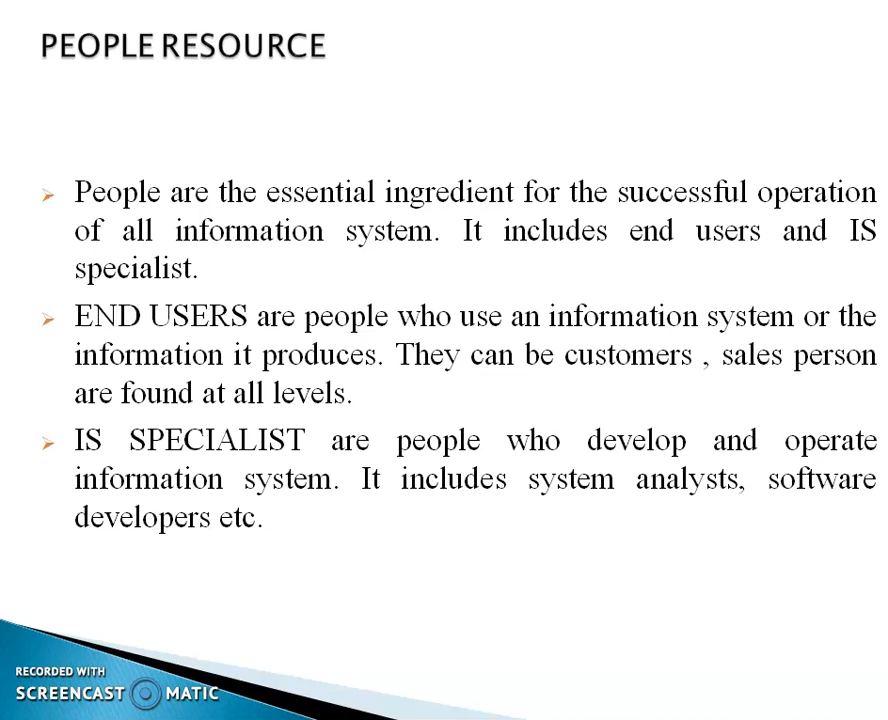 PEOPLE RESOURCE
People are the essential ingredient for the successful operation
of all information system. It includes end users and IS
specialist.
END USERS are people who use an information system or the
information it produces. They can be customers , sales person
are found at all levels.
IS SPECIALIST are people who develop and operate
information system. It includes system analysts, software
developers etc.
RECORDED WITH
SCREENCAST MATIC